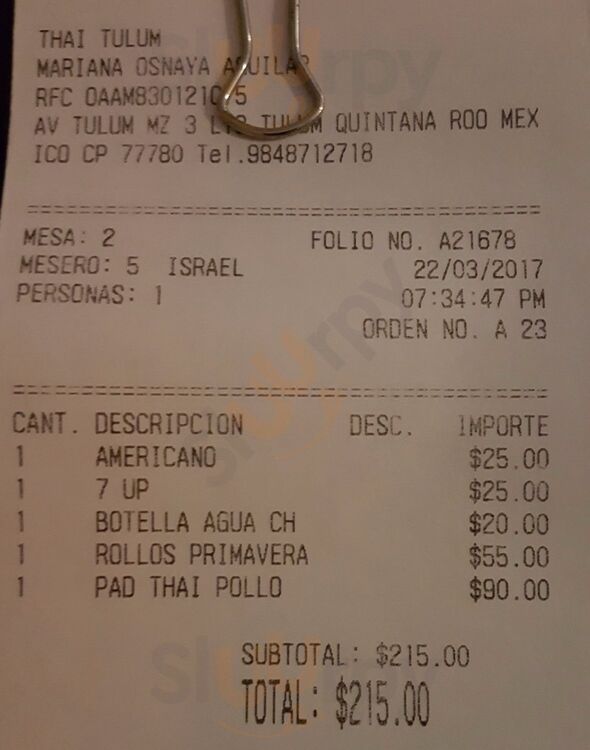 THAI TULUM
MARIANA OSNAYA AGUILAR
RFC OAAM830121 5
AV TULUM MZ 3 TULUM QUINTANA ROO MEX
ICO CP 77780 Tel.9848712718
MESA: 2 FOLIO NO. A21678
MESERO: 5 ISRAEL 22/03/2017
PERSONAS: 1 07:34:47 PM
ORDEN NO. A 23
CANT. DESCRIPCION DESC. IMPORTE
1 AMERICANO $25.00
1 7 UP $25.00
1 BOTELLA AGUA CH $20.00
1 ROLLOS PRIMAVERA $55.00
1 PAD THAI POLLO $90.00
SUBTOTAL: $215.00
TOTAL: $215.00